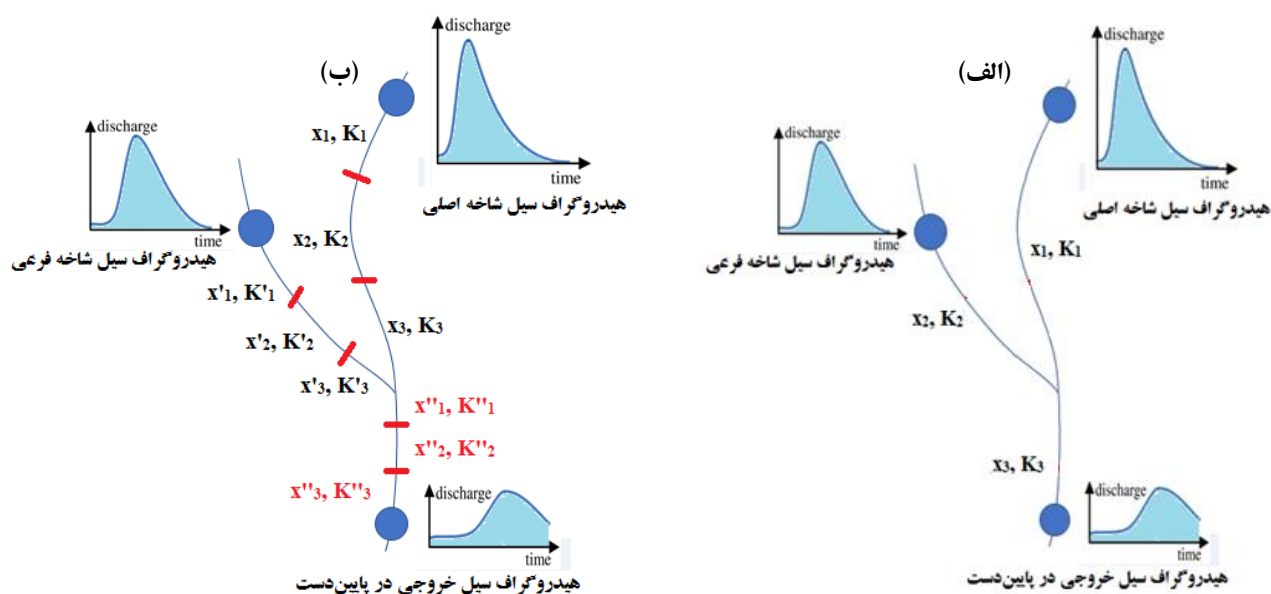 (الف)
discharge
time
هیدروگراف سیل شاخه اصلی
discharge
time
هیدروگراف سیل شاخه فرعی
x1, K1
x2, K2
x3, K3
discharge
time
هیدروگراف سیل خروجی در پایین‌دست
(ب)
discharge
time
هیدروگراف سیل شاخه اصلی
discharge
time
هیدروگراف سیل شاخه فرعی
x1, K1
x2, K2
x3, K3
x'1, K'1
x'2, K'2
x'3, K'3
x''1, K''1
x''2, K''2
x''3, K''3
discharge
time
هیدروگراف سیل خروجی در پایین‌دست